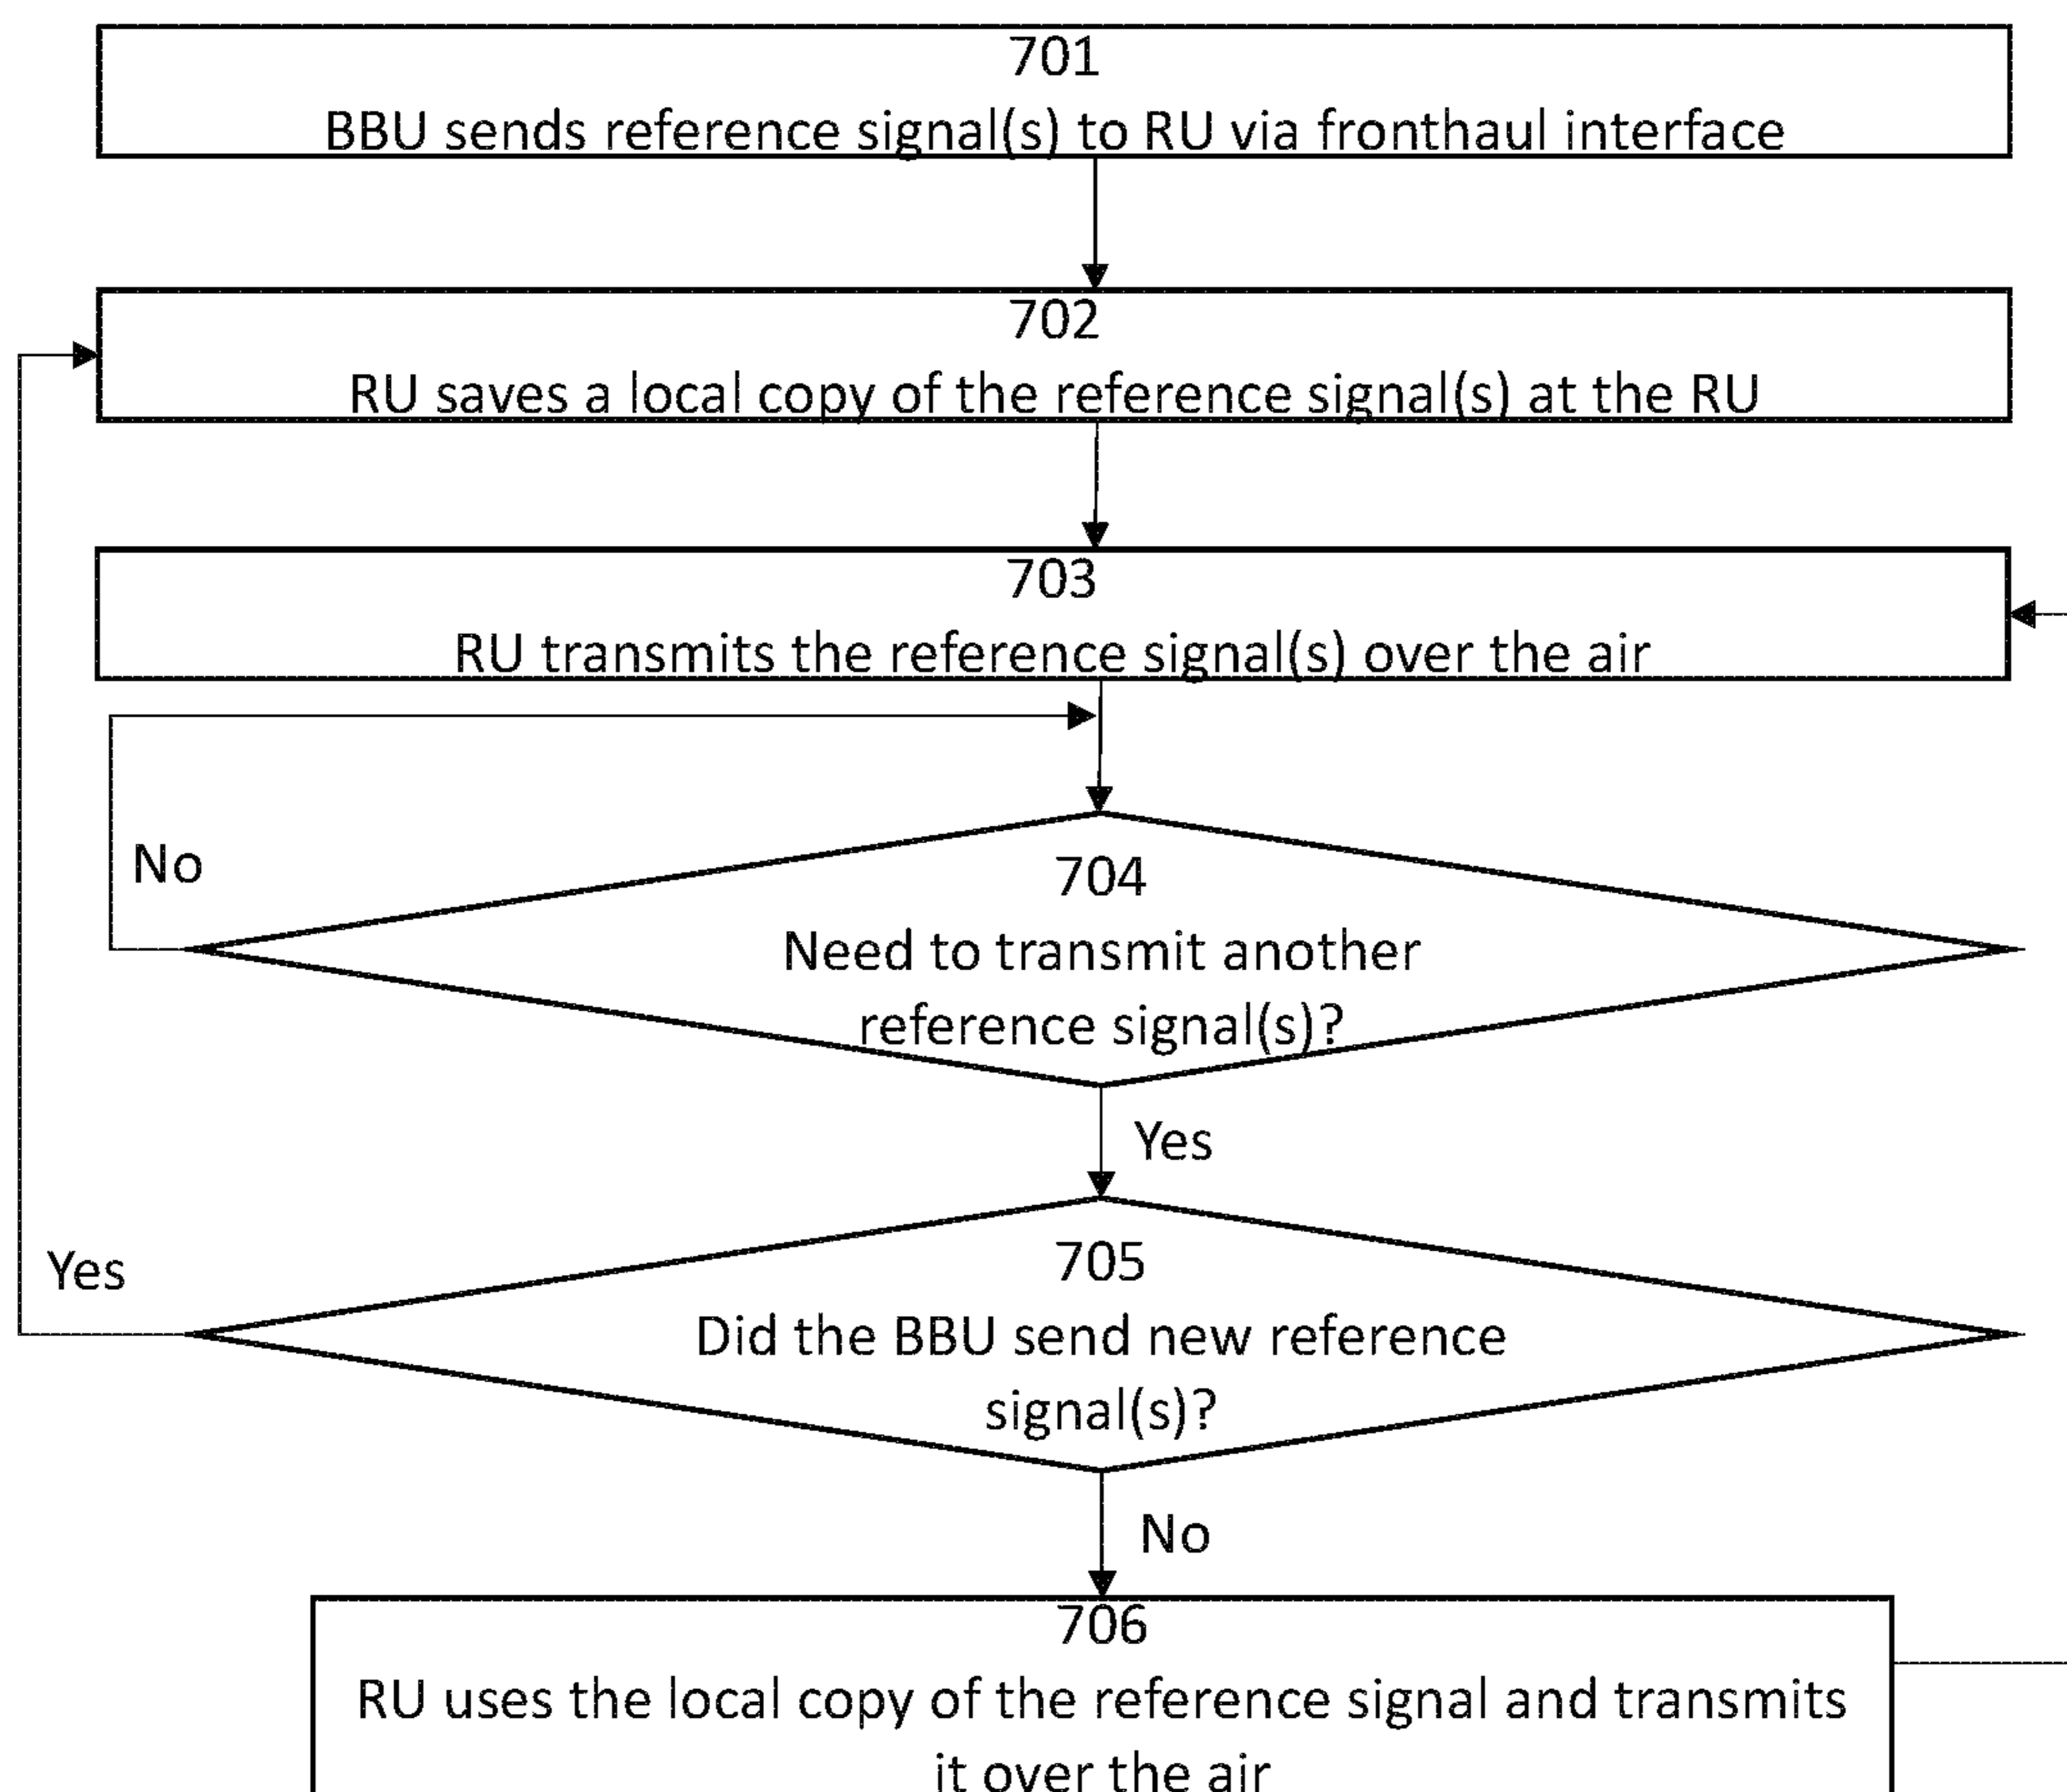 701
BBU sends reference signal(s) to RU via fronthaul interface
702
RU saves a local copy of the reference signal(s) at the RU
703
RU transmits the reference signal(s) over the air
No
704
Need to transmit another
reference signal(s)?
Yes
Yes
705
Did the BBU send new reference
signal(s)?
No
706
RU uses the local copy of the reference signal and transmits
it over the air